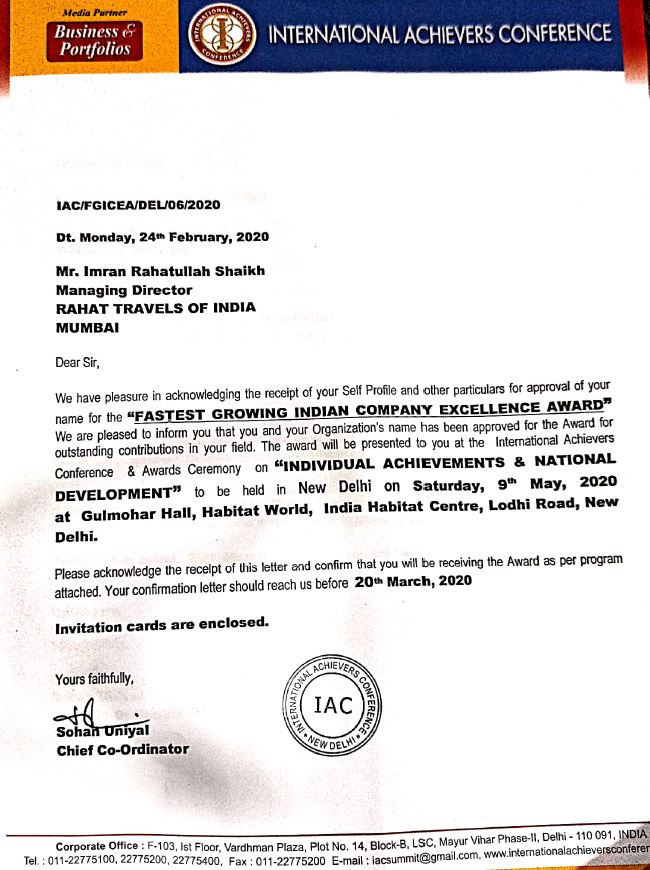 Media Partner
Business &
Portfolios
INTERNATIONAL ACHIEVERS CONFERENCE
INTERNATIONAL ACHIEVERS CONFERENCE
IAC/FGICEA/DEL/06/2020
Dt. Monday, 24th February, 2020
Mr. Imran Rahatullah Shaikh
Managing Director
RAHAT TRAVELS OF INDIA
MUMBAI
Dear Sir,
We have pleasure in acknowledging the receipt of your Self Profile and other particulars for approval of your
name for the “FASTEST GROWING INDIAN COMPANY EXCELLENCE AWARD”
We are pleased to inform you that you and your Organization's name has been approved for the Award for
outstanding contributions in your field. The award will be presented to you at the International Achievers
Conference & Awards Ceremony on “INDIVIDUAL ACHIEVEMENTS & NATIONAL
DEVELOPMENT” to be held in New Delhi on Saturday, 9th May, 2020
at Gulmohar Hall, Habitat World, India Habitat Centre, Lodhi Road, New
Delhi.
Please acknowledge the receipt of this letter and confirm that you will be receiving the Award as per program
attached. Your confirmation letter should reach us before 20th March, 2020
Invitation cards are enclosed.
Yours faithfully,
Sohan Uniyal
Chief Co-Ordinator
INTERNATIONAL ACHIEVERS CONFERENCE
IAC
NEW DELHI
Corporate Office : F-103, Ist Floor, Vardhman Plaza, Plot No. 14, Block-B, LSC, Mayur Vihar Phase-II, Delhi - 110 091, INDIA
Tel. : 011-22775100, 22775200, 22775400, Fax : 011-22775200 E-mail : iacsummit@gmail.com, www.internationalachieversconferen